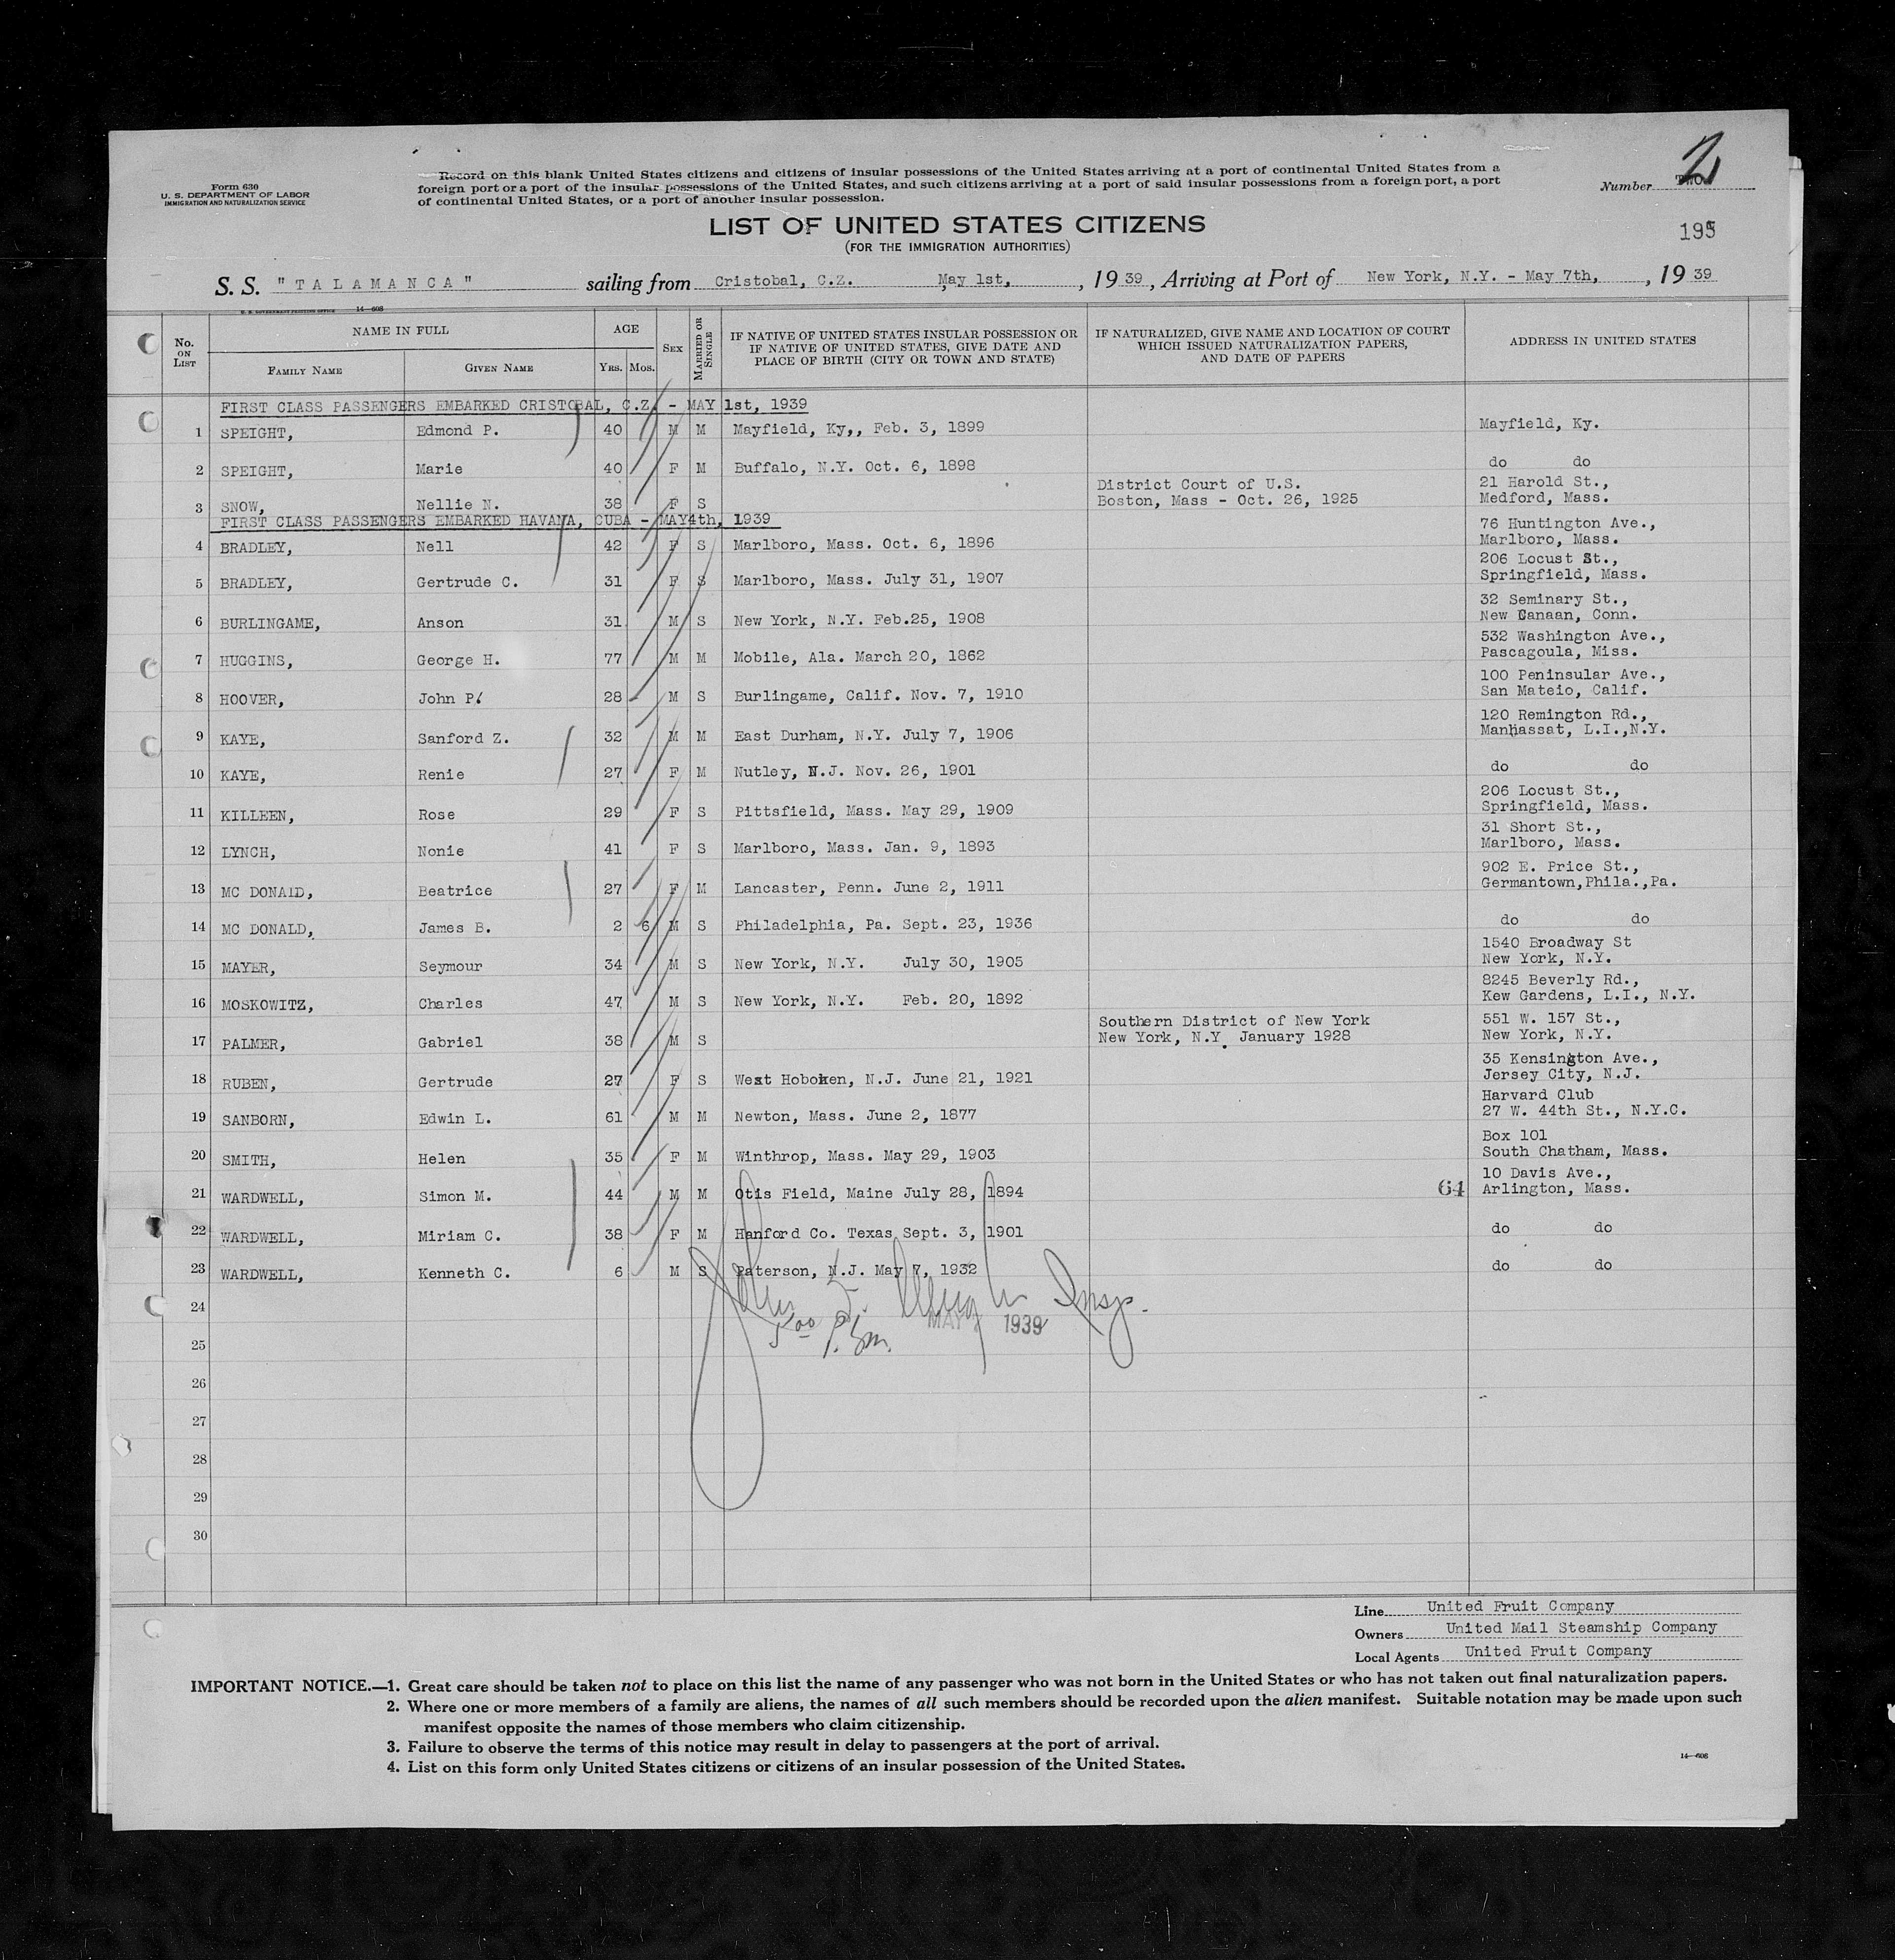 2
Form 630
U. S. DEPARTMENT OF LABOR
IMMIGRATION AND NATURALIZATION SERVICE
Record on this blank United States citizens and citizens of insular possessions of the United States arriving at a port of continental United States from a
foreign port or a port of the insular possessions of the United States, and such citizens arriving at a port of said insular possessions from a foreign port, a port
of continental United States, or a port of another insular possession.
Number TWO
LIST OF UNITED STATES CITIZENS
(FOR THE IMMIGRATION AUTHORITIES)
195
S. S. "TALAMANCA" sailing from Cristobal, C.Z. May 1st, , 19 39, Arriving at Port of New York, N.Y. - May 7th, , 19 39
U. S. GOVERNMENT PRINTING OFFICE 14—608
No. ON LIST
NAME IN FULL
FAMILY NAME GIVEN NAME
AGE
YRS. MOS.
SEX
MARRIED OR SINGLE
IF NATIVE OF UNITED STATES INSULAR POSSESSION OR
IF NATIVE OF UNITED STATES, GIVE DATE AND
PLACE OF BIRTH (CITY OR TOWN AND STATE)
IF NATURALIZED, GIVE NAME AND LOCATION OF COURT
WHICH ISSUED NATURALIZATION PAPERS,
AND DATE OF PAPERS
ADDRESS IN UNITED STATES
FIRST CLASS PASSENGERS EMBARKED CRISTOBAL, C.Z. - MAY 1st, 1939
1 SPEIGHT, Edmond P. 40 M M Mayfield, Ky,, Feb. 3, 1899 Mayfield, Ky.
2 SPEIGHT, Marie 40 F M Buffalo, N.Y. Oct. 6, 1898 do do
3 SNOW, Nellie N. 38 F S District Court of U.S.
Boston, Mass - Oct. 26, 1925 21 Harold St.,
Medford, Mass.
FIRST CLASS PASSENGERS EMBARKED HAVANA, CUBA - MAY4th, 1939
4 BRADLEY, Nell 42 F S Marlboro, Mass. Oct. 6, 1896 76 Huntington Ave.,
Marlboro, Mass.
5 BRADLEY, Gertrude C. 31 F S Marlboro, Mass. July 31, 1907 206 Locust St.,
Springfield, Mass.
6 BURLINGAME, Anson 31 M S New York, N.Y. Feb.25, 1908 32 Seminary St.,
New Canaan, Conn.
7 HUGGINS, George H. 77 M M Mobile, Ala. March 20, 1862 532 Washington Ave.,
Pascagoula, Miss.
8 HOOVER, John P. 28 M S Burlingame, Calif. Nov. 7, 1910 100 Peninsular Ave.,
San Mateio, Calif.
9 KAYE, Sanford Z. 32 M M East Durham, N.Y. July 7, 1906 120 Remington Rd.,
Manhassat, L.I.,N.Y.
10 KAYE, Renie 27 F M Nutley, N.J. Nov. 26, 1901 do do
11 KILLEEN, Rose 29 F S Pittsfield, Mass. May 29, 1909 206 Locust St.,
Springfield, Mass.
12 LYNCH, Nonie 41 F S Marlboro, Mass. Jan. 9, 1893 31 Short St.,
Marlboro, Mass.
13 MC DONALD, Beatrice 27 F M Lancaster, Penn. June 2, 1911 902 E. Price St.,
Germantown,Phila.,Pa.
14 MC DONALD, James B. 2 6 M S Philadelphia, Pa. Sept. 23, 1936 do do
15 MAYER, Seymour 34 M S New York, N.Y. July 30, 1905 1540 Broadway St
New York, N.Y.
16 MOSKOWITZ, Charles 47 M S New York, N.Y. Feb. 20, 1892 8245 Beverly Rd.,
Kew Gardens, L.I., N.Y.
17 PALMER, Gabriel 38 M S Southern District of New York
New York, N.Y. January 1928 551 W. 157 St.,
New York, N.Y.
18 RUBEN, Gertrude 27 F S West Hoboken, N.J. June 21, 1921 35 Kensington Ave.,
Jersey City, N.J.
19 SANBORN, Edwin L. 61 M M Newton, Mass. June 2, 1877 Harvard Club
27 W. 44th St., N.Y.C.
20 SMITH, Helen 35 F M Winthrop, Mass. May 29, 1903 Box 101
South Chatham, Mass.
21 WARDWELL, Simon M. 44 M M Otis Field, Maine July 28, 1894 64 10 Davis Ave.,
Arlington, Mass.
22 WARDWELL, Miriam C. 38 F M Hanford Co. Texas Sept. 3, 1901 do do
23 WARDWELL, Kenneth C. 6 M S Paterson, N.J. May 7, 1932 do do
24
Insp.
MAY 1939
25
26
27
28
29
30
Line United Fruit Company
Owners United Mail Steamship Company
Local Agents United Fruit Company
IMPORTANT NOTICE.—1. Great care should be taken not to place on this list the name of any passenger who was not born in the United States or who has not taken out final naturalization papers.
2. Where one or more members of a family are aliens, the names of all such members should be recorded upon the alien manifest. Suitable notation may be made upon such
manifest opposite the names of those members who claim citizenship.
3. Failure to observe the terms of this notice may result in delay to passengers at the port of arrival.
4. List on this form only United States citizens or citizens of an insular possession of the United States.
14—608